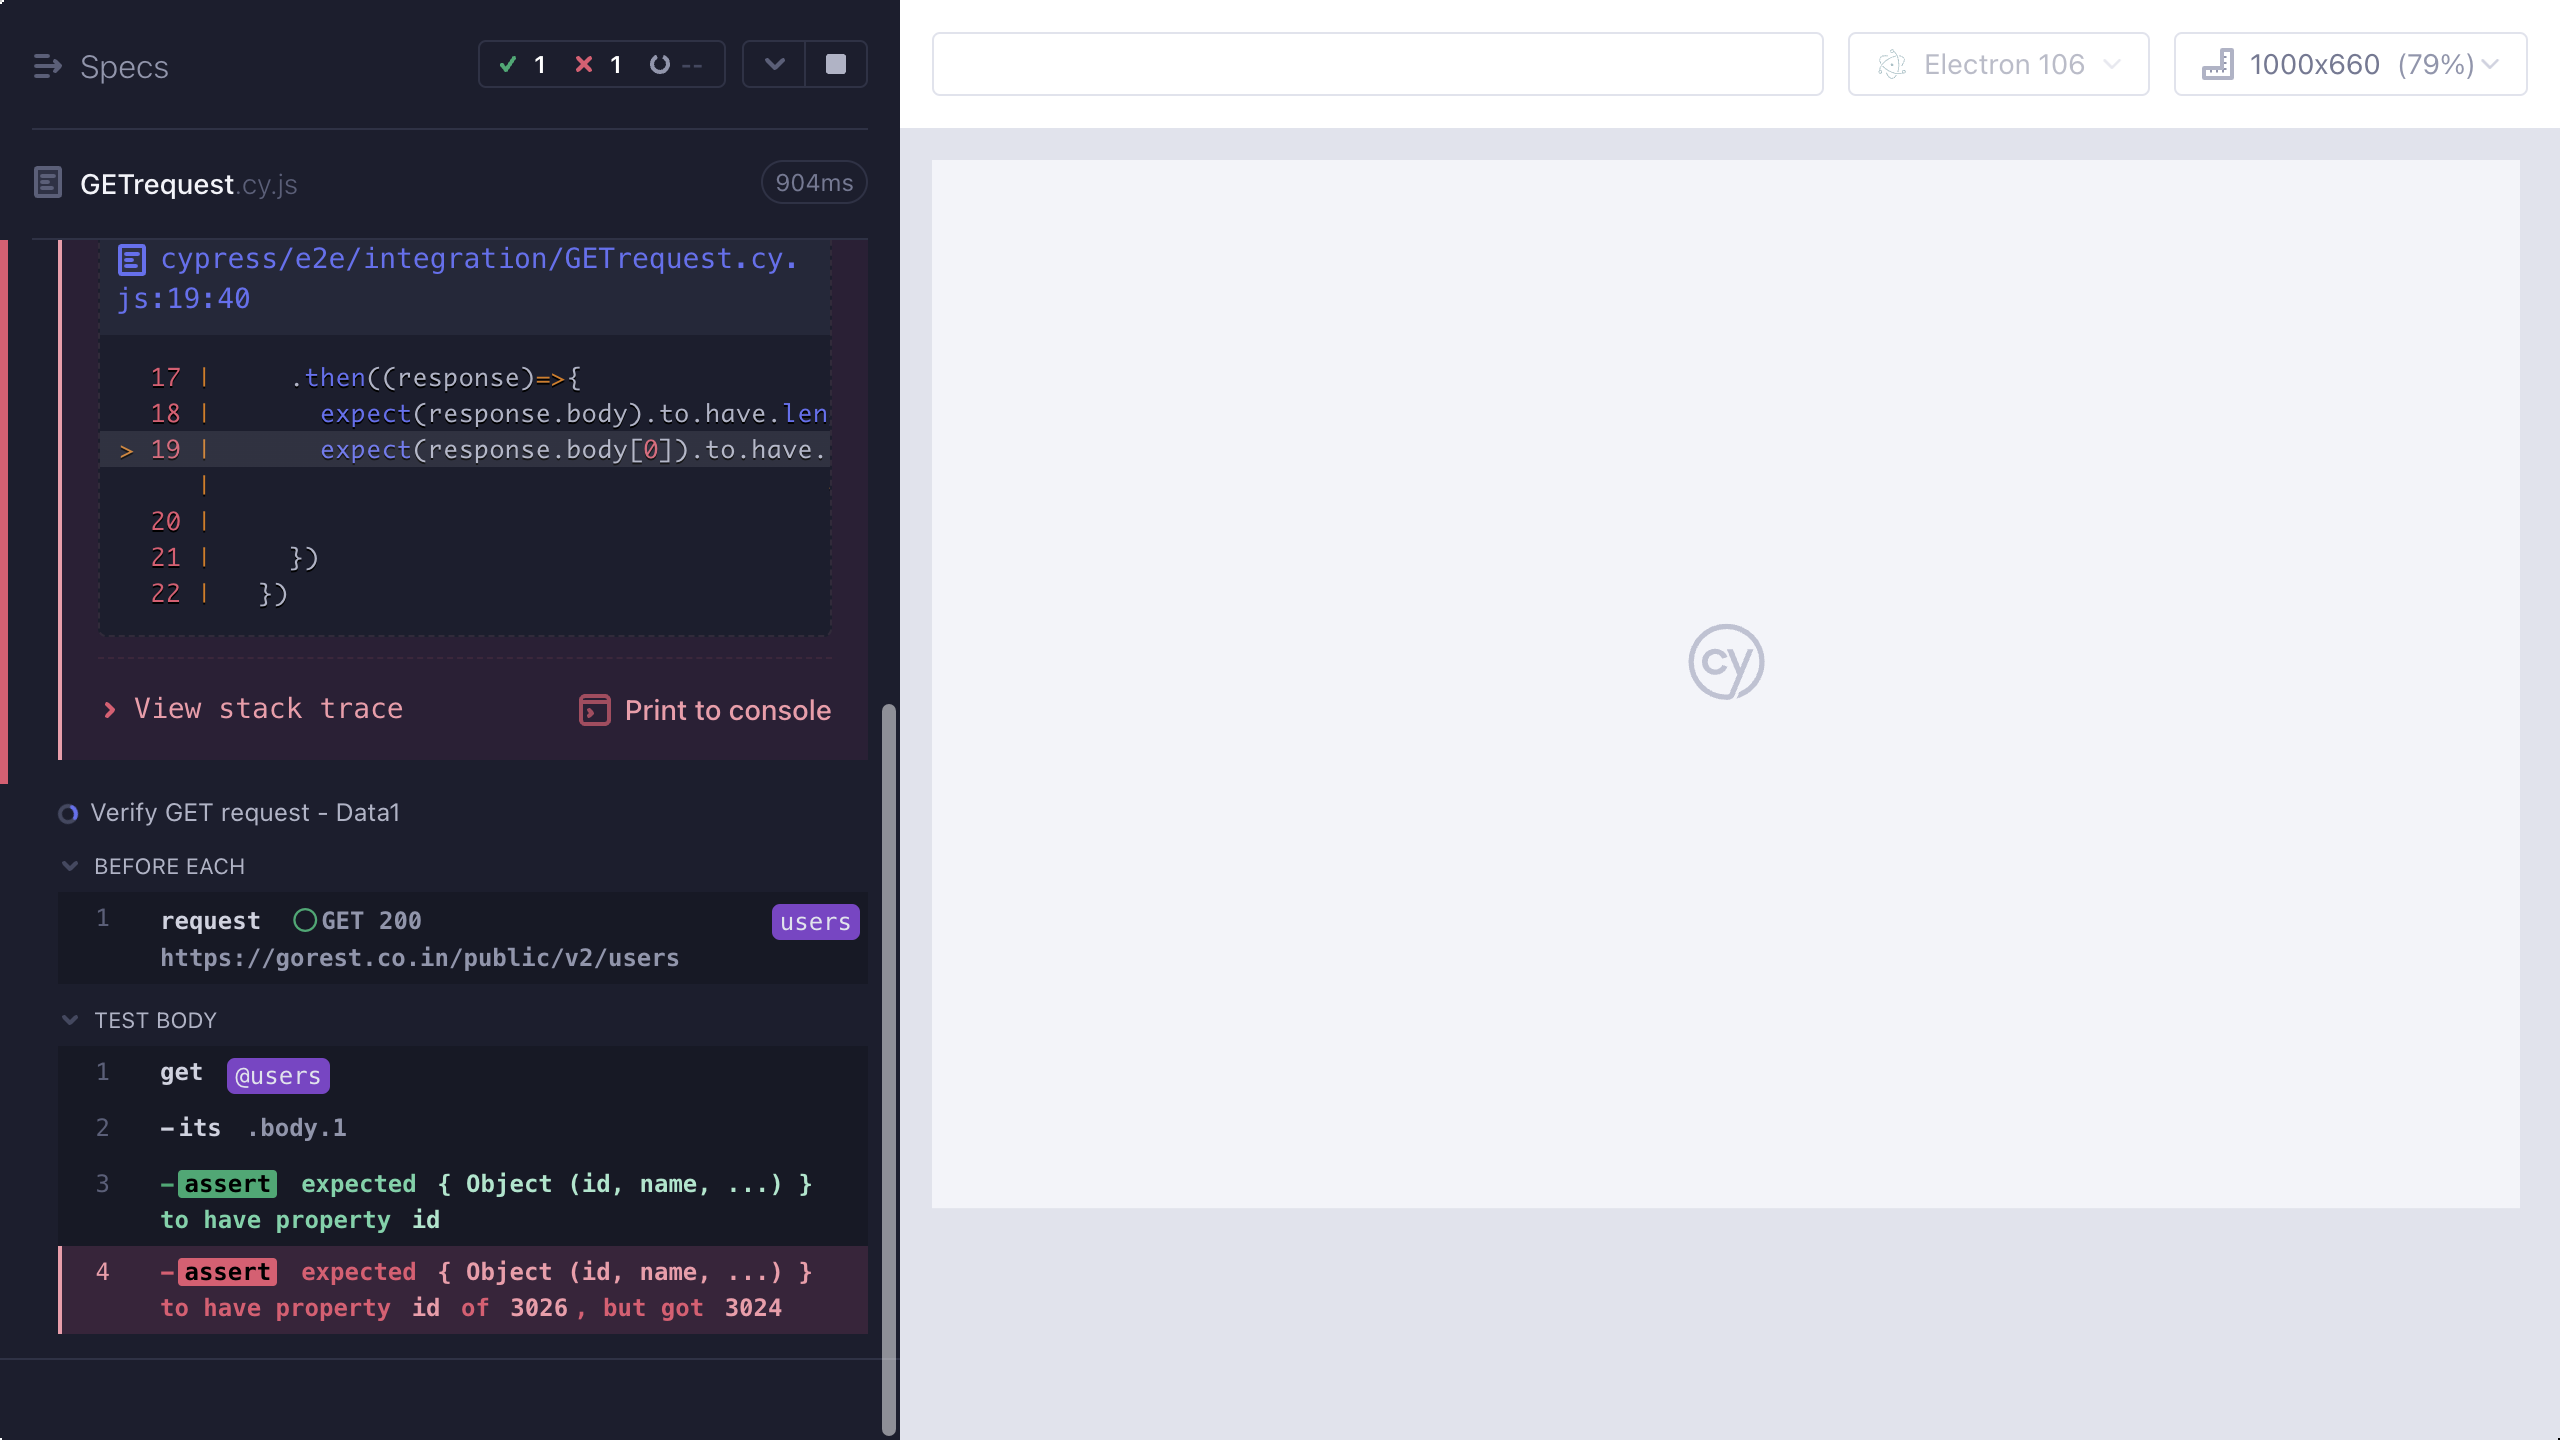 Specs
1 1 --
GETrequest.cy.js 904ms
cypress/e2e/integration/GETrequest.cy.
js:19:40
17 | .then((response)=>{
18 | expect(response.body).to.have.len
> 19 | expect(response.body[0]).to.have.
|
20 |
21 | })
22 | })
View stack trace
Print to console
Verify GET request - Data1
BEFORE EACH
1 request GET 200 users
https://gorest.co.in/public/v2/users
TEST BODY
1 get @users
2 -its .body.1
3 -assert expected { Object (id, name, ...) }
to have property id
4 -assert expected { Object (id, name, ...) }
to have property id of 3026, but got 3024
Electron 106
1000x660 (79%)
cy